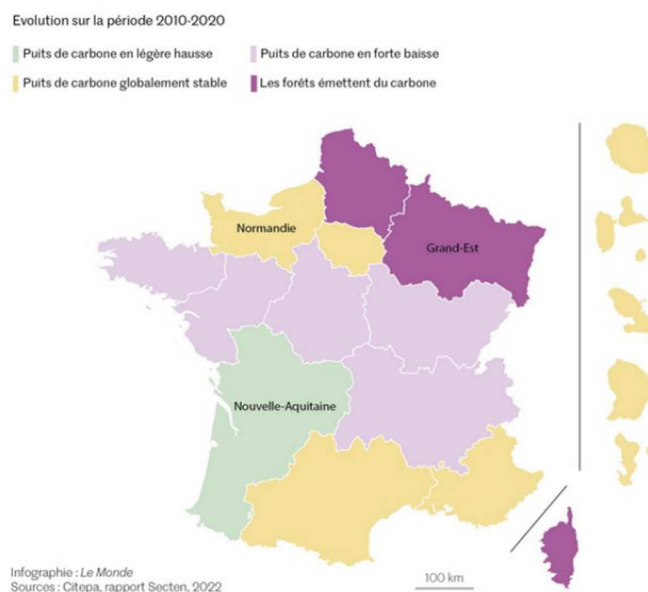 Evolution sur la période 2010-2020
Puits de carbone en légère hausse
Puits de carbone en forte baisse
Puits de carbone globalement stable
Les forêts émettent du carbone
Normandie
Grand-Est
Nouvelle-Aquitaine
Infographie : Le Monde
Sources : Citepa, rapport Secten, 2022
100 km